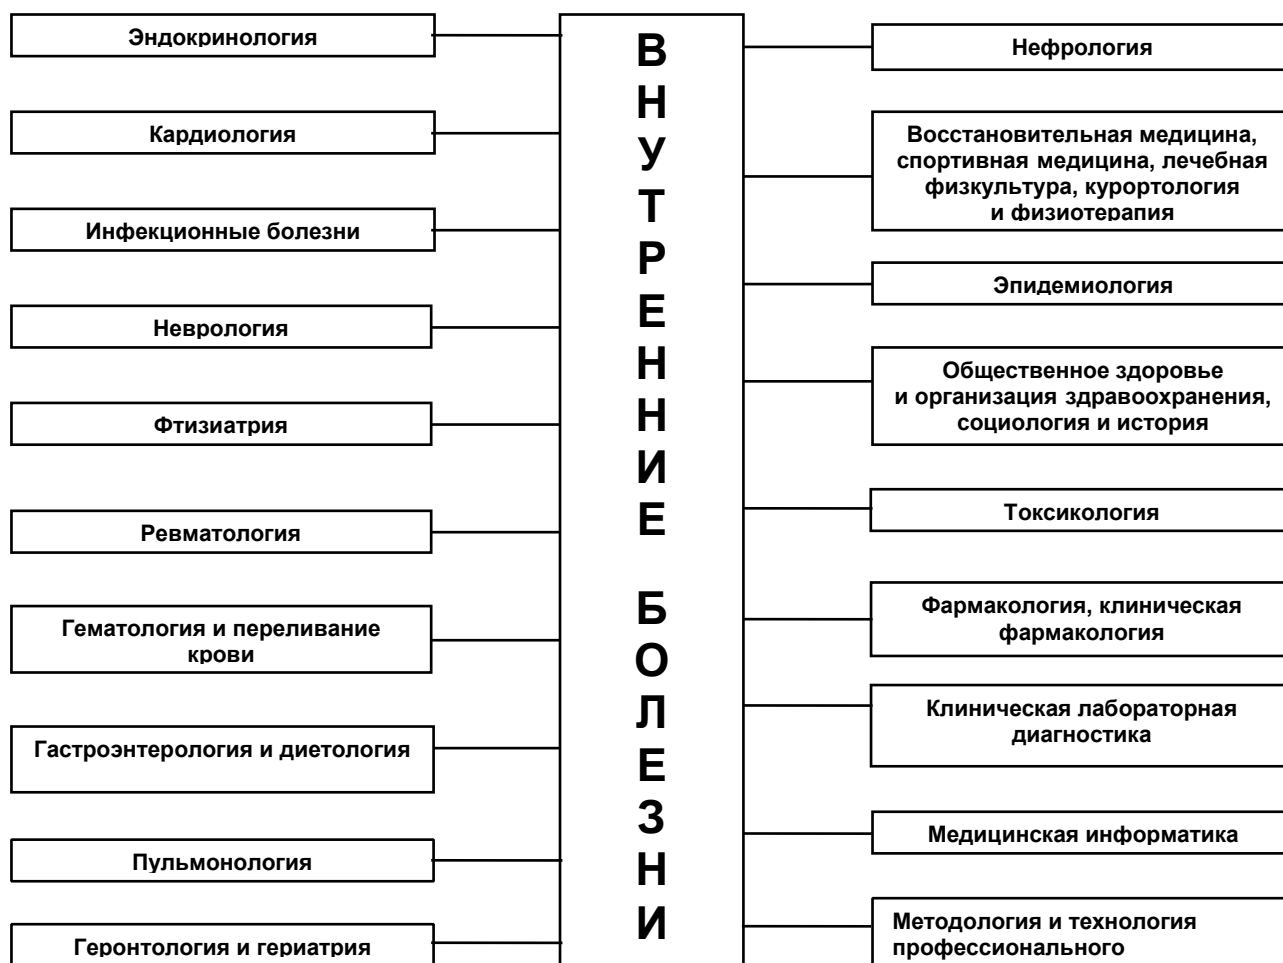 Эндокринология
Кардиология
Инфекционные болезни
Неврология
Фтизиатрия
Ревматология
Гематология и переливание
крови
Гастроэнтерология и диетология
Пульмонология
Геронтология и гериатрия
ВНУТРЕННИЕ БОЛЕЗНИ
Нефрология
Восстановительная медицина,
спортивная медицина, лечебная
физкультура, курортология
и физиотерапия
Эпидемиология
Общественное здоровье
и организация здравоохранения,
социология и история
Токсикология
Фармакология, клиническая
фармакология
Клиническая лабораторная
диагностика
Медицинская информатика
Методология и технология
профессионального